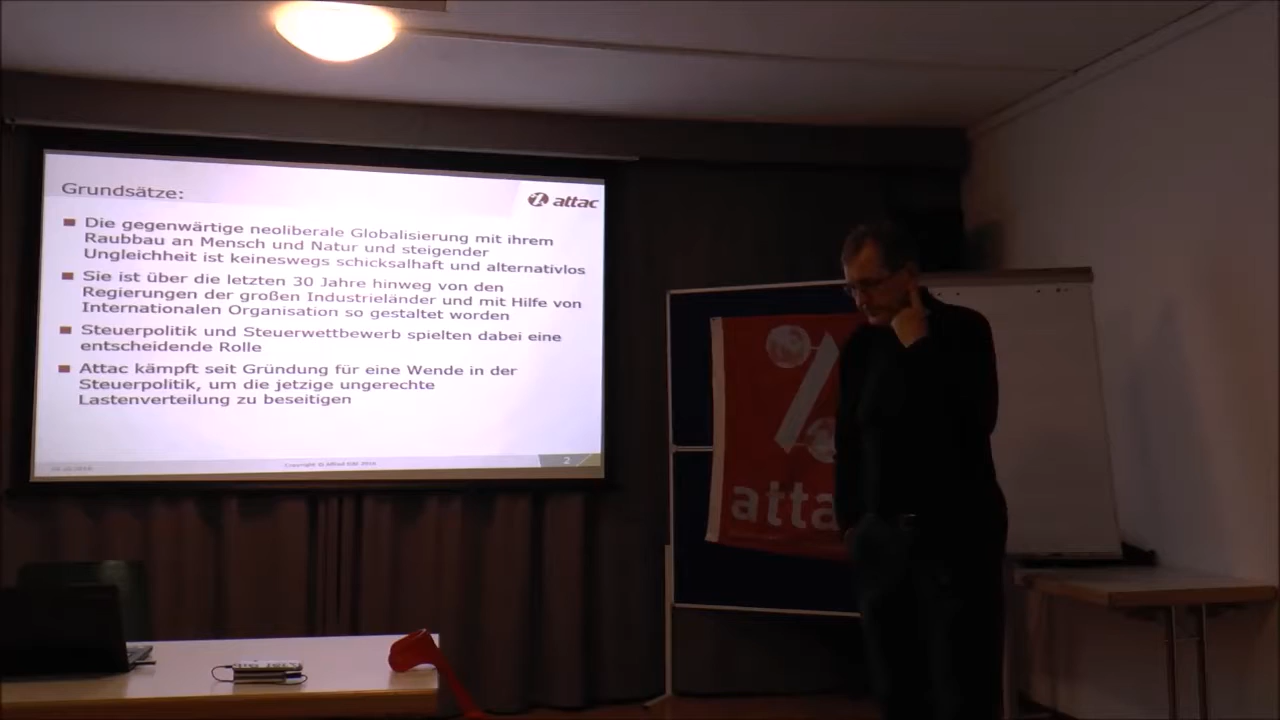 Grundsätze:
attac
Die gegenwärtige neoliberale Globalisierung mit ihrem
Raubbau an Mensch und Natur und steigender
Ungleichheit ist keineswegs schicksalhaft und alternativlos
Sie ist über die letzten 30 Jahre hinweg von den
Regierungen der großen Industrieländer und mit Hilfe von
Internationalen Organisation so gestaltet worden
Steuerpolitik und Steuerwettbewerb spielten dabei eine
entscheidende Rolle
Attac kämpft seit Gründung für eine Wende in der
Steuerpolitik, um die jetzige ungerechte
Lastenverteilung zu beseitigen
Copyright ©
2
atta